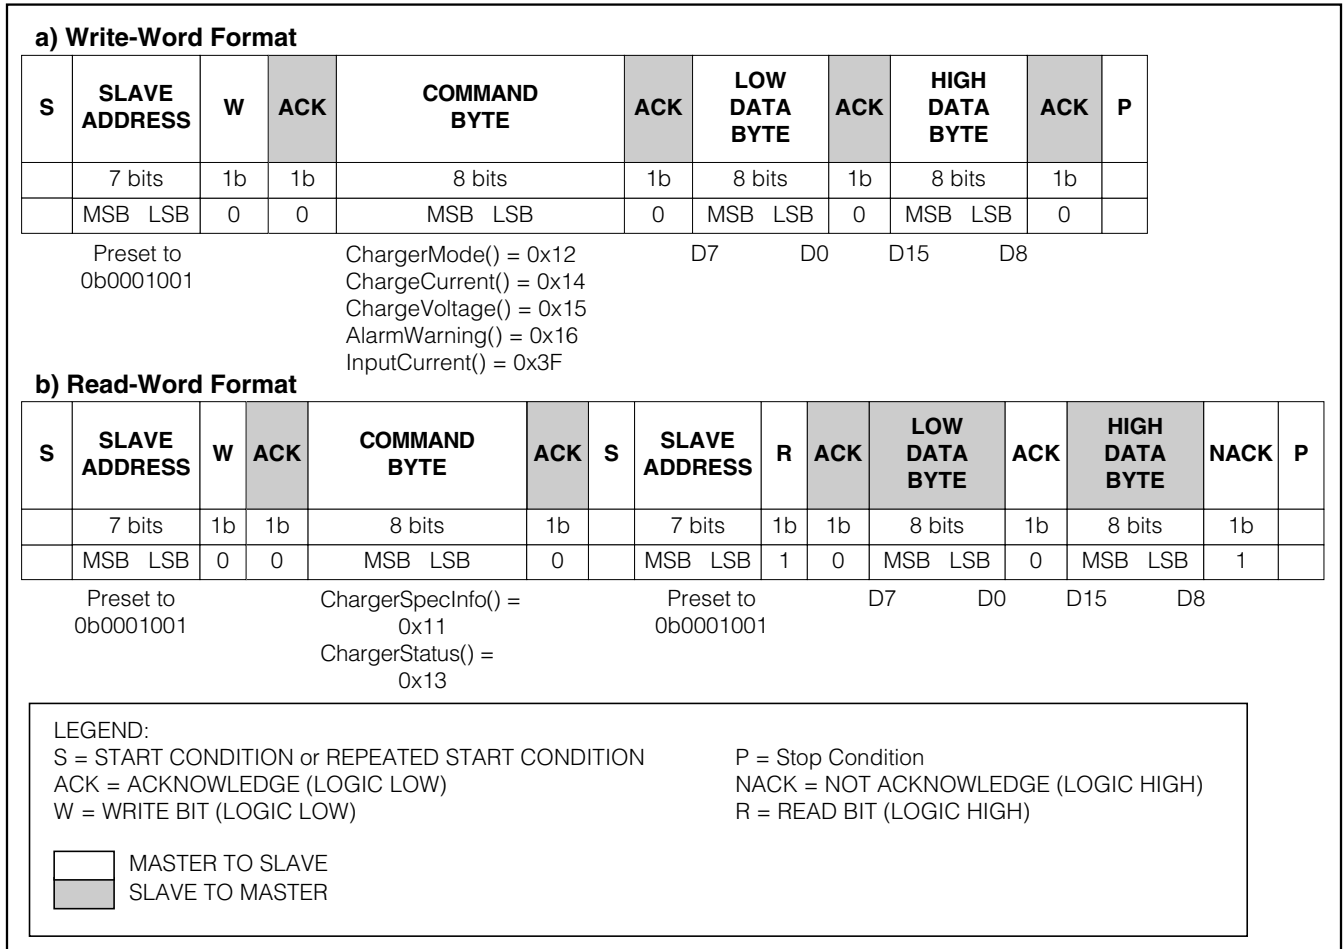 a) Write-Word Format
S SLAVE ADDRESS W ACK COMMAND BYTE ACK LOW DATA BYTE ACK HIGH DATA BYTE ACK P
7 bits 1b 1b 8 bits 1b 8 bits 1b 8 bits 1b
MSB LSB 0 0 MSB LSB 0 MSB LSB 0 MSB LSB 0
Preset to 0b0001001
ChargerMode() = 0x12
ChargeCurrent() = 0x14
ChargeVoltage() = 0x15
AlarmWarning() = 0x16
InputCurrent() = 0x3F
D7 D0 D15 D8
b) Read-Word Format
S SLAVE ADDRESS W ACK COMMAND BYTE ACK S SLAVE ADDRESS R ACK LOW DATA BYTE ACK HIGH DATA BYTE NACK P
7 bits 1b 1b 8 bits 1b 7 bits 1b 1b 8 bits 1b 8 bits 1b
MSB LSB 0 0 MSB LSB 0 MSB LSB 1 0 MSB LSB 0 MSB LSB 1
Preset to
0b0001001
ChargerSpecInfo() =
0x11
ChargerStatus() =
0x13
Preset to
0b0001001
D7 D0 D15 D8
LEGEND:
S = START CONDITION or REPEATED START CONDITION
ACK = ACKNOWLEDGE (LOGIC LOW)
W = WRITE BIT (LOGIC LOW)
P = Stop Condition
NACK = NOT ACKNOWLEDGE (LOGIC HIGH)
R = READ BIT (LOGIC HIGH)
MASTER TO SLAVE
SLAVE TO MASTER